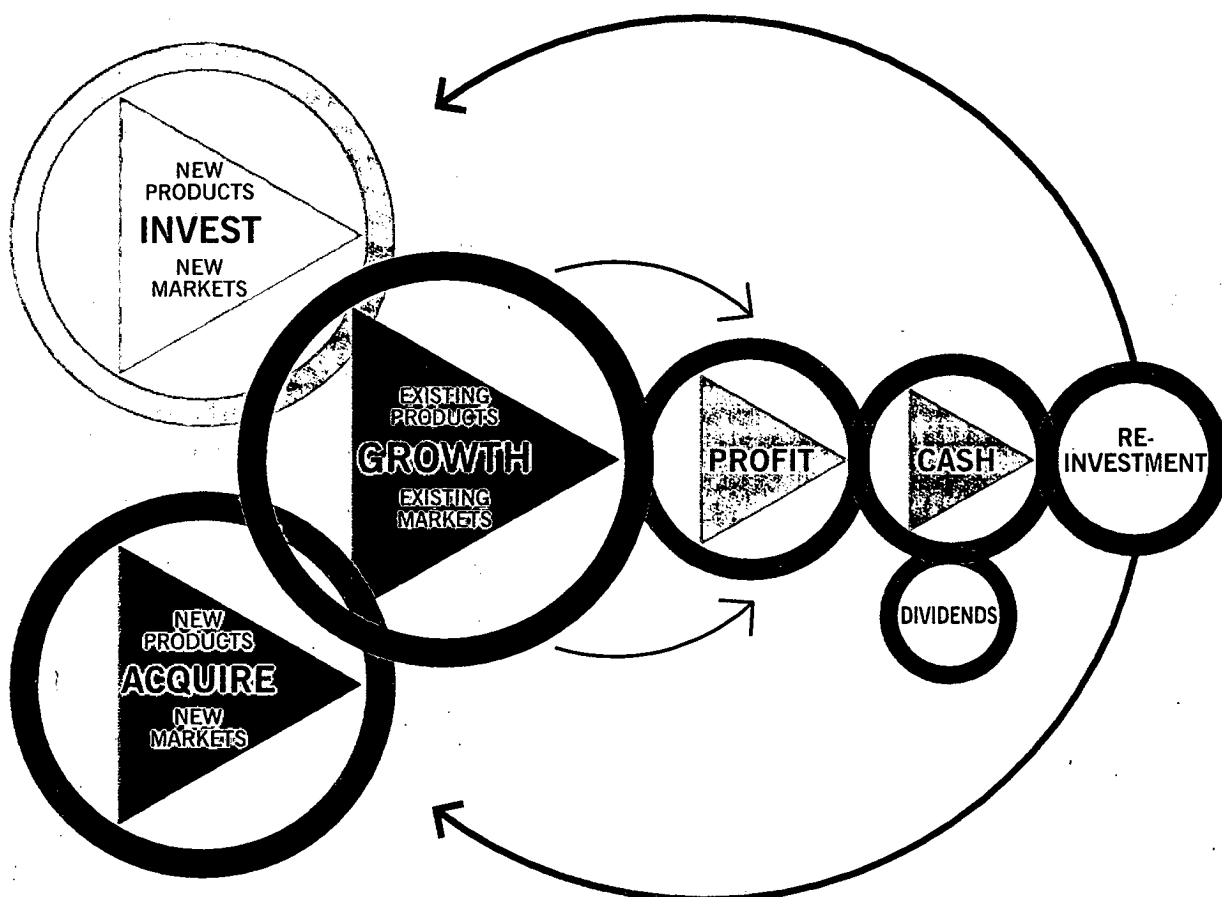 NEW
PRODUCTS
INVEST
NEW
MARKETS
EXISTING
PRODUCTS
GROWTH
EXISTING
MARKETS
PROFIT
CASH
RE-
INVESTMENT
DIVIDENDS
NEW
PRODUCTS
ACQUIRE
NEW
MARKETS